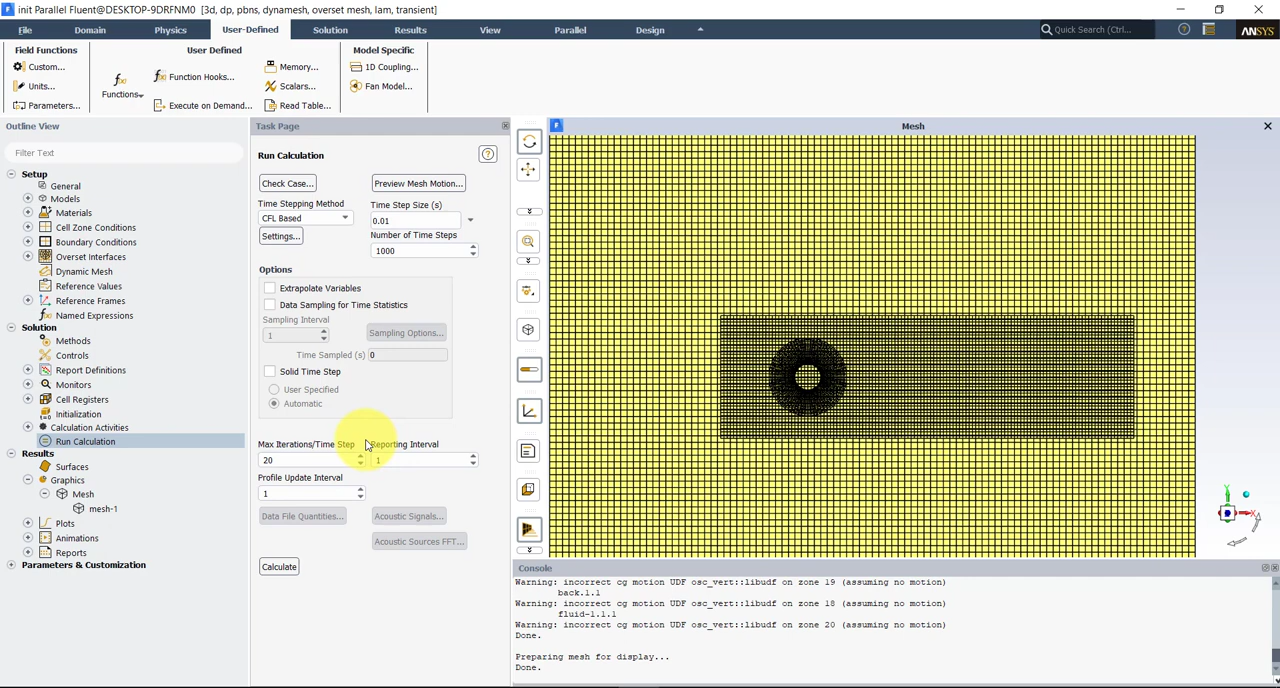 init Parallel Fluent@DESKTOP-9DRFNM0 [3d, dp, pbns, dynamesh, overset mesh, lam, transient]
File Domain Physics User-Defined Solution Results View Parallel Design
Quick Search (Ctrl...
ANSYS
Field Functions
Custom...
Units...
Parameters...
User Defined
Functions
Function Hooks...
Execute on Demand...
Memory...
Scalars...
Read Table...
Model Specific
1D Coupling...
Fan Model...
Outline View
Filter Text
Setup
General
Models
Materials
Cell Zone Conditions
Boundary Conditions
Overset Interfaces
Dynamic Mesh
Reference Values
Reference Frames
Named Expressions
Solution
Methods
Controls
Report Definitions
Monitors
Cell Registers
Initialization
Calculation Activities
Run Calculation
Results
Surfaces
Graphics
Mesh
mesh-1
Plots
Animations
Reports
Parameters & Customization
Task Page
Run Calculation
Check Case... Preview Mesh Motion...
Time Stepping Method Time Step Size (s)
CFL Based 0.01
Settings... Number of Time Steps
1000
Options
Extrapolate Variables
Data Sampling for Time Statistics
Sampling Interval
1 Sampling Options...
Time Sampled (s) 0
Solid Time Step
User Specified
Automatic
Max Iterations/Time Step Reporting Interval
20 1
Profile Update Interval
1
Data File Quantities... Acoustic Signals...
Acoustic Sources FFT...
Calculate
Mesh
Y
X
Console
Warning: incorrect cg motion UDF osc_vert::libudf on zone 19 (assuming no motion)
back.1.1
Warning: incorrect cg motion UDF osc_vert::libudf on zone 18 (assuming no motion)
fluid-1.1.1
Warning: incorrect cg motion UDF osc_vert::libudf on zone 20 (assuming no motion)
Done.
Preparing mesh for display...
Done.